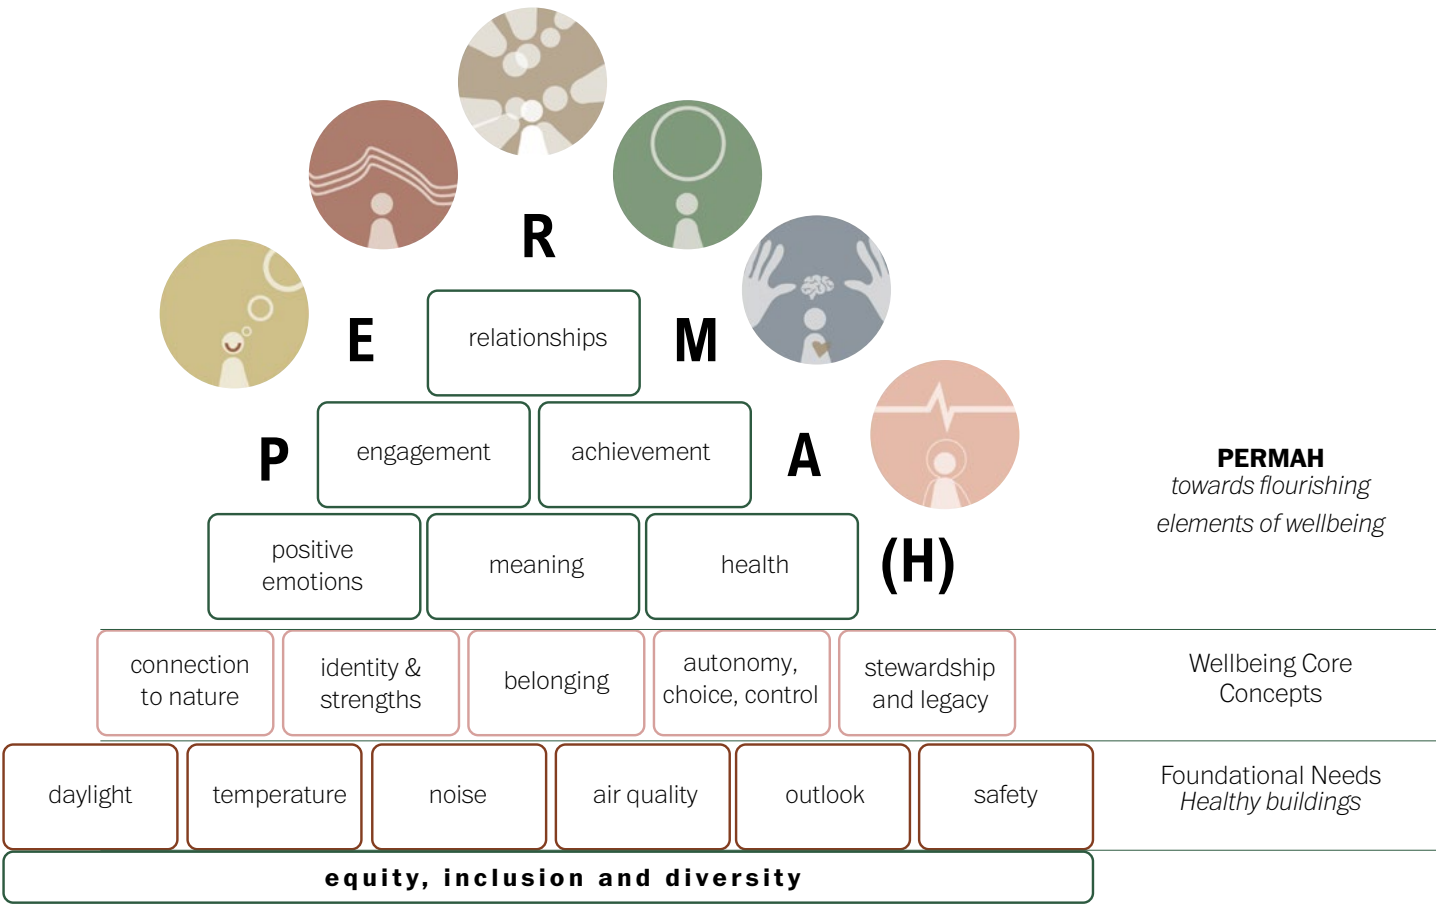 R
E
M
relationships
P
engagement
achievement
A
PERMAH
towards flourishing
elements of wellbeing
positive
emotions
meaning
health
(H)
connection
to nature
identity &
strengths
belonging
autonomy,
choice, control
stewardship
and legacy
Wellbeing Core
Concepts
daylight
temperature
noise
air quality
outlook
safety
Foundational Needs
Healthy buildings
equity, inclusion and diversity